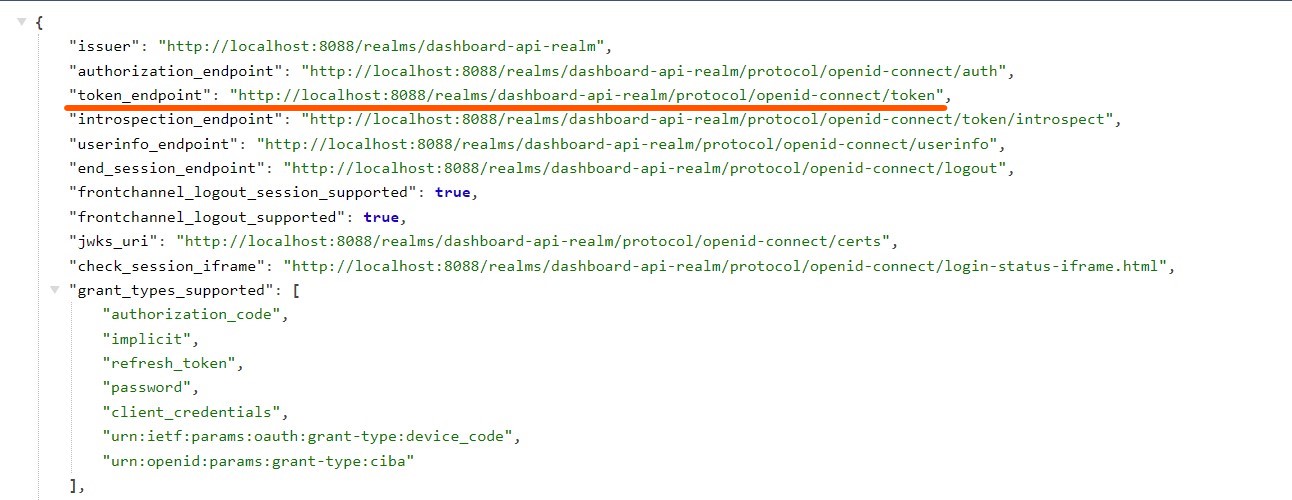 {
"issuer": "http://localhost:8088/realms/dashboard-api-realm",
"authorization_endpoint": "http://localhost:8088/realms/dashboard-api-realm/protocol/openid-connect/auth",
"token_endpoint": "http://localhost:8088/realms/dashboard-api-realm/protocol/openid-connect/token",
"introspection_endpoint": "http://localhost:8088/realms/dashboard-api-realm/protocol/openid-connect/token/introspect",
"userinfo_endpoint": "http://localhost:8088/realms/dashboard-api-realm/protocol/openid-connect/userinfo",
"end_session_endpoint": "http://localhost:8088/realms/dashboard-api-realm/protocol/openid-connect/logout",
"frontchannel_logout_session_supported": true,
"frontchannel_logout_supported": true,
"jwks_uri": "http://localhost:8088/realms/dashboard-api-realm/protocol/openid-connect/certs",
"check_session_iframe": "http://localhost:8088/realms/dashboard-api-realm/protocol/openid-connect/login-status-iframe.html",
"grant_types_supported": [
"authorization_code",
"implicit",
"refresh_token",
"password",
"client_credentials",
"urn:ietf:params:oauth:grant-type:device_code",
"urn:openid:params:grant-type:ciba"
],